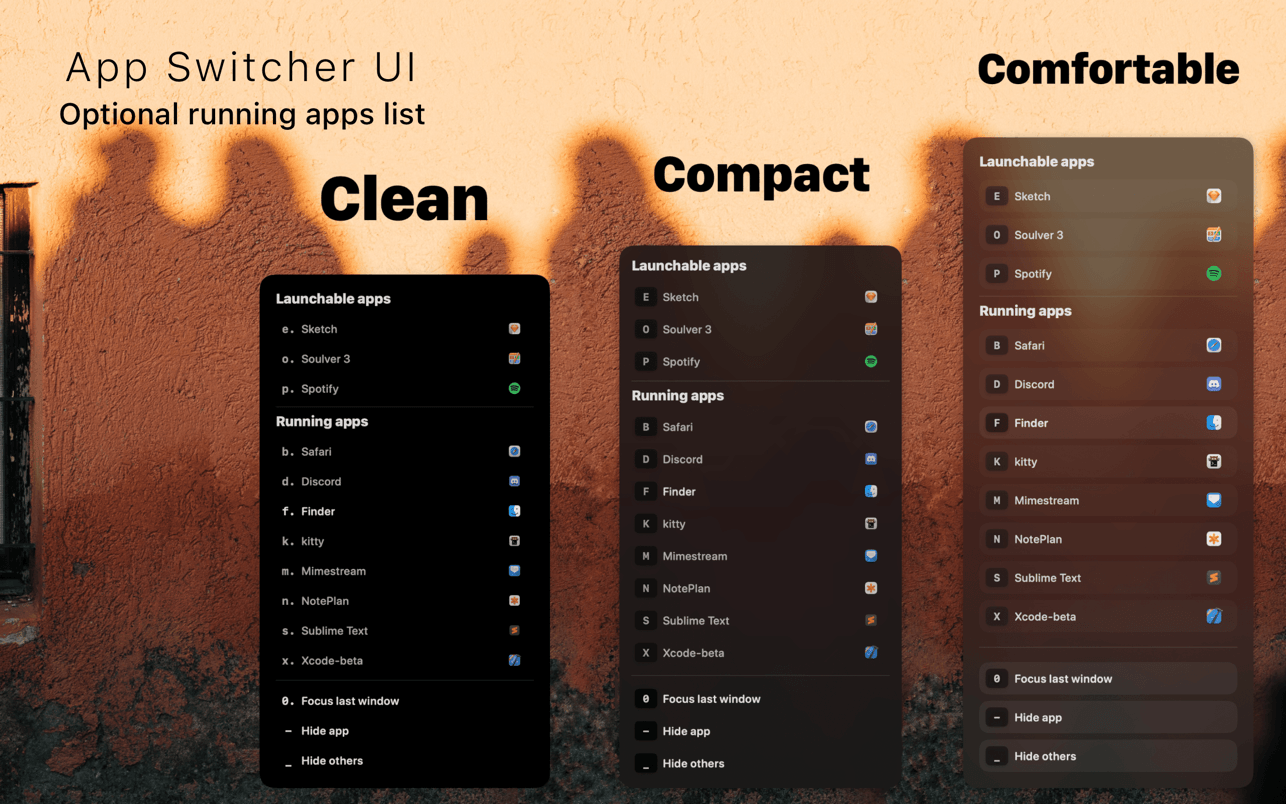 App Switcher UI
Optional running apps list
Clean
Launchable apps
e. Sketch
o. Soulver 3
p. Spotify
Running apps
b. Safari
d. Discord
f. Finder
k. kitty
m. Mimestream
n. NotePlan
s. Sublime Text
x. Xcode-beta
0. Focus last window
– Hide app
_ Hide others
Compact
Launchable apps
E Sketch
O Soulver 3
P Spotify
Running apps
B Safari
D Discord
F Finder
K kitty
M Mimestream
N NotePlan
S Sublime Text
X Xcode-beta
0 Focus last window
– Hide app
_ Hide others
Comfortable
Launchable apps
E Sketch
O Soulver 3
P Spotify
Running apps
B Safari
D Discord
F Finder
K kitty
M Mimestream
N NotePlan
S Sublime Text
X Xcode-beta
0 Focus last window
– Hide app
_ Hide others